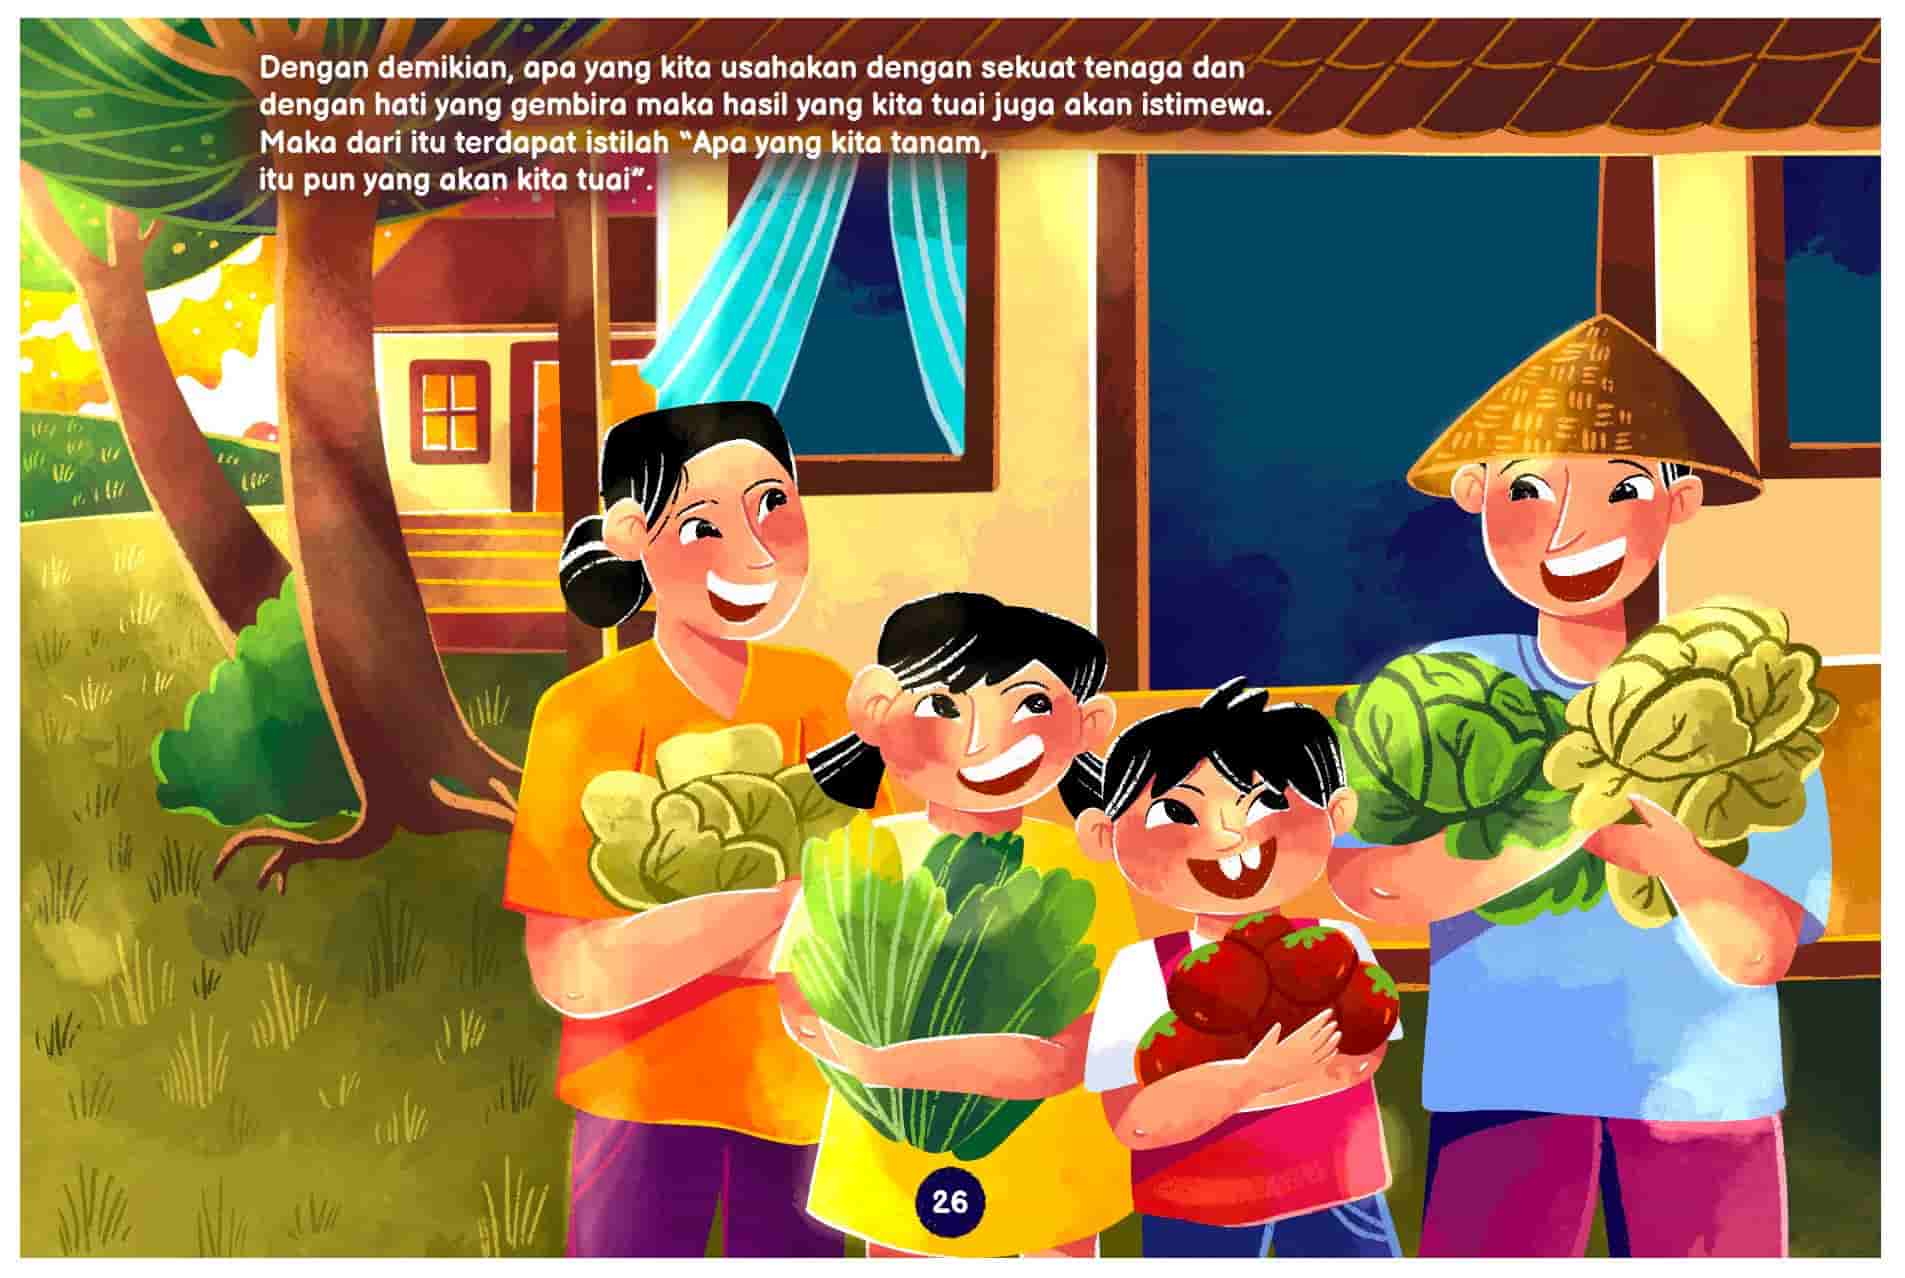 Dengan demikian, apa yang kita usahakan dengan sekuat tenaga dan
dengan hati yang gembira maka hasil yang kita tuai juga akan istimewa.
Maka dari itu terdapat istilah “Apa yang kita tanam,
itu pun yang akan kita tuai”.
26